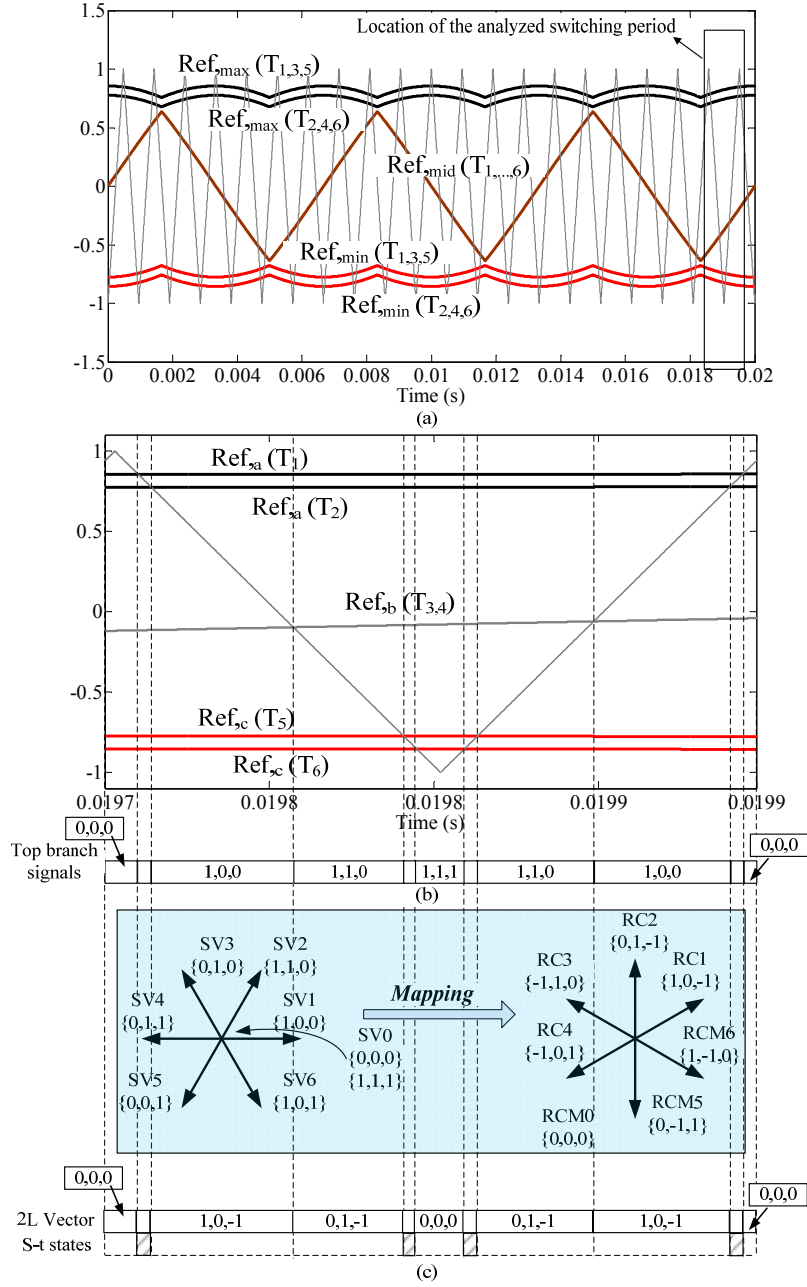 1.5
Location of the analyzed switching period
Ref,max (T1,3,5)
1
0.5
Ref,max (T2,4,6)
Ref,mid (T1,...,6)
0
Ref,min (T1,3,5)
-0.5
-1
Ref,min (T2,4,6)
-1.5
0 0.002 0.004 0.006 0.008 0.01 0.012 0.014 0.016 0.018 0.02
Time (s)
(a)
1
Ref,a (T1)
0.5
Ref,a (T2)
Ref,b (T3,4)
0
-0.5
Ref,c (T5)
Ref,c (T6)
-1
0.0197 0.0198 0.0198 0.0199 0.0199
Time (s)
0,0,0
0,0,0
Top branch
signals
1,0,0 1,1,0 1,1,1 1,1,0 1,0,0
(b)
SV3
{0,1,0}
SV2
{1,1,0}
SV4
{0,1,1}
SV1
{1,0,0}
SV0
{0,0,0}
{1,1,1}
SV5
{0,0,1}
SV6
{1,0,1}
Mapping
RC2
{0,1,-1}
RC3
{-1,1,0}
RC1
{1,0,-1}
RC4
{-1,0,1}
RCM6
{1,-1,0}
RCM0
{0,0,0}
RCM5
{0,-1,1}
0,0,0
0,0,0
2L Vector
1,0,-1 0,1,-1 0,0,0 0,1,-1 1,0,-1
S-t states
(c)